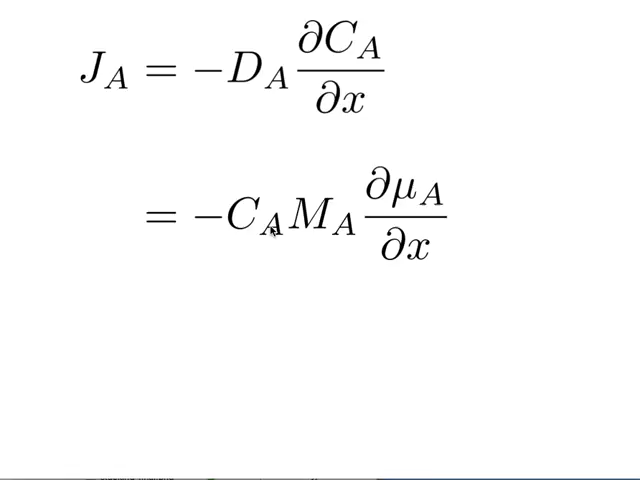 J_A = −D_A ∂C_A/∂x
= −C_A M_A ∂μ_A/∂x